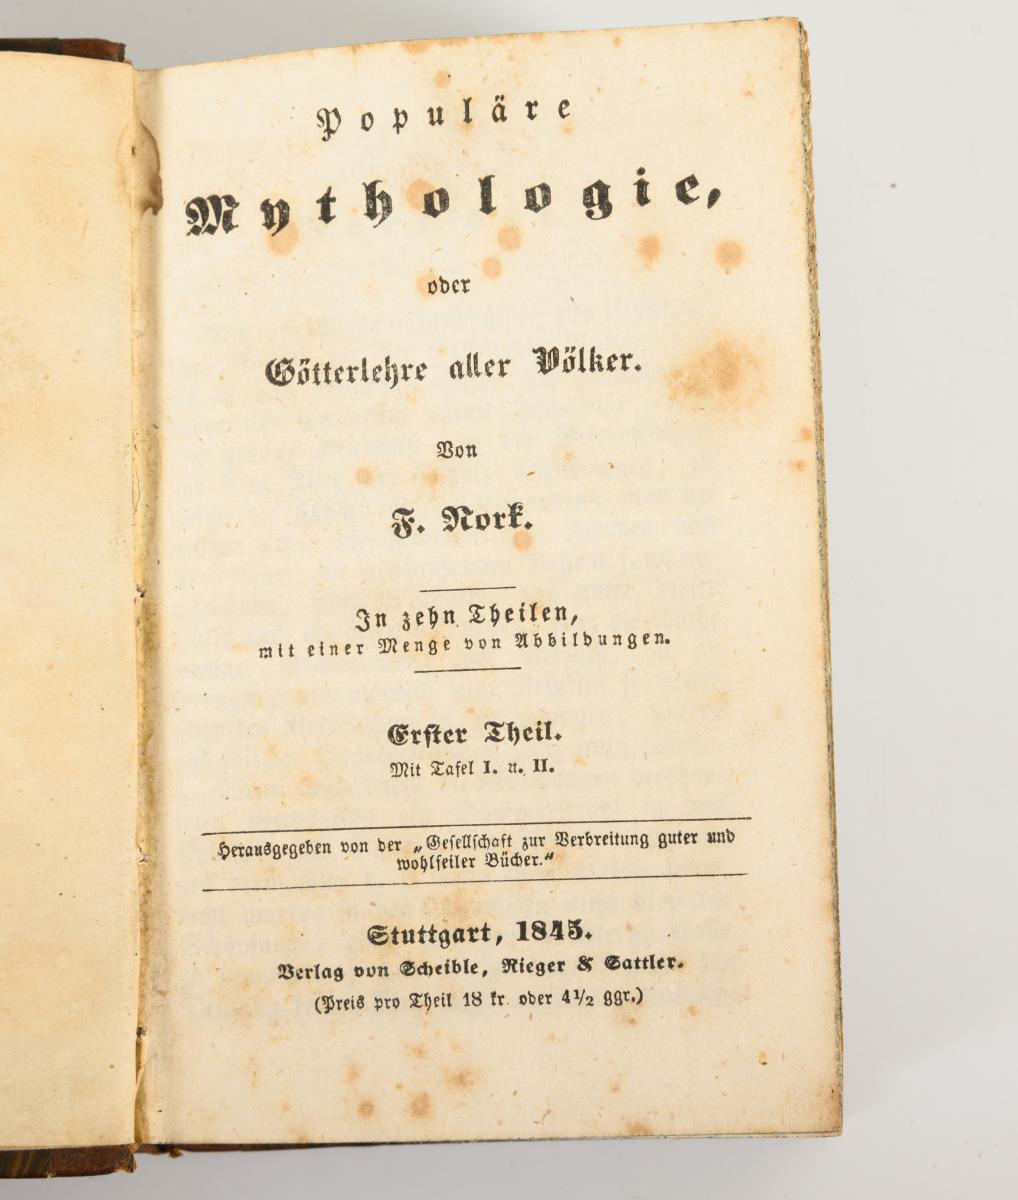 Populäre
Mythologie,
oder
Götterlehre aller Völker.
Von
F. Nork.
In zehn Theilen,
mit einer Menge von Abbildungen.
Erster Theil.
Mit Tafel I. u. II.
Herausgegeben von der „Gesellschaft zur Verbreitung guter und
wohlfeiler Bücher.“
Stuttgart, 1845.
Verlag von Scheible, Rieger & Sattler.
(Preis pro Theil 18 kr. oder 4½ ggr.)